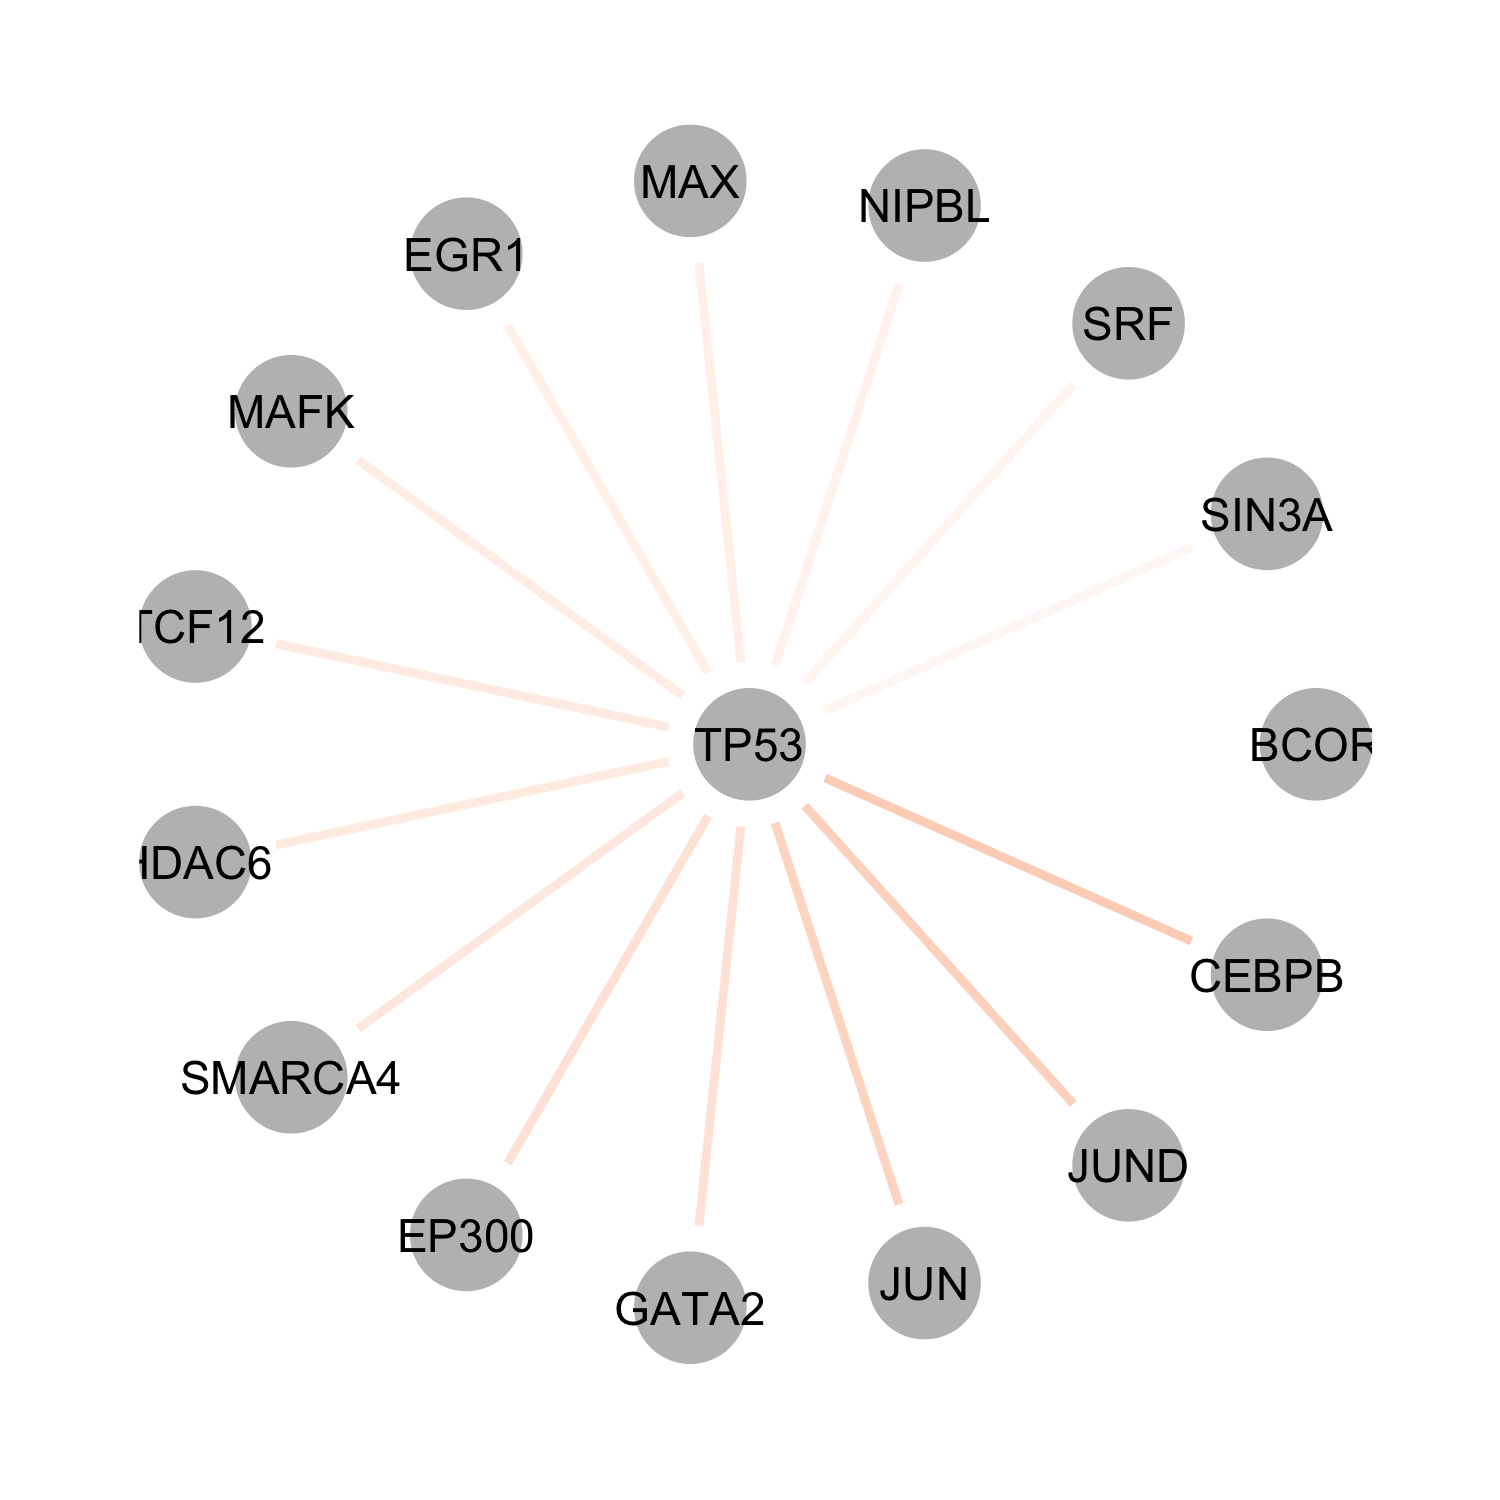 MAX
NIPBL
EGR1
SRF
MAFK
SIN3A
TCF12
TP53
BCOR
HDAC6
CEBPB
SMARCA4
JUND
EP300
JUN
GATA2